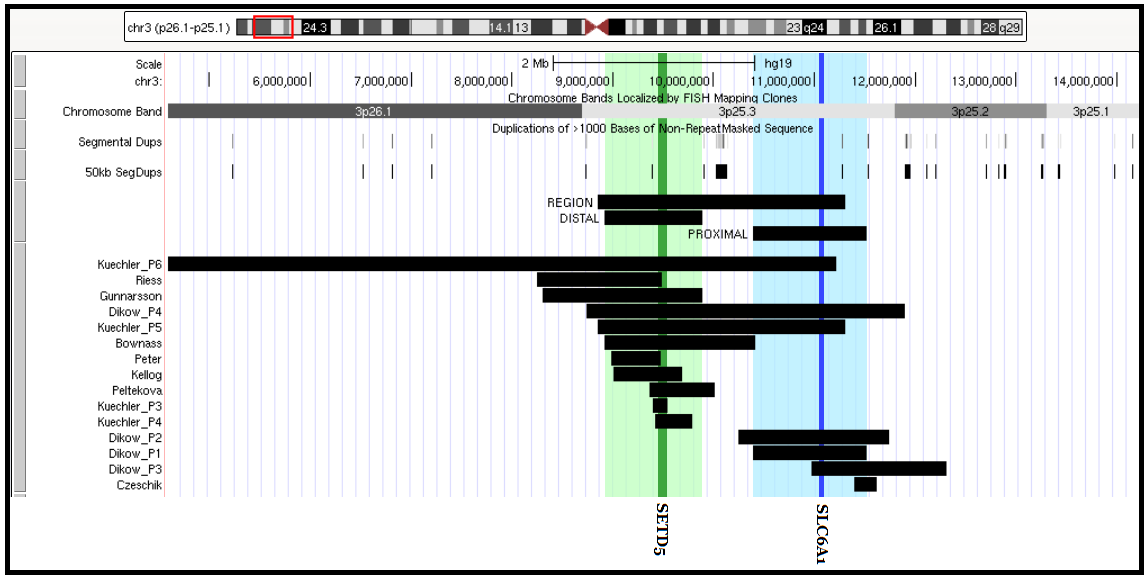 chr3 (p26.1-p25.1) 24.3 14.1 13 23 q24 26.1 28 q29
Scale 2 Mb hg19
chr3: 6,000,000 7,000,000 8,000,000 9,000,000 10,000,000 11,000,000 12,000,000 13,000,000 14,000,000
Chromosome Bands Localized by FISH Mapping Clones
Chromosome Band 3p26.1 3p25.3 3p25.2 3p25.1
Duplications of >1000 Bases of Non-RepeatMasked Sequence
Segmental Dups
50kb SegDups
REGION
DISTAL
PROXIMAL
Kuechler_P6
Riess
Gunnarsson
Dikow_P4
Kuechler_P5
Bownass
Peter
Kellog
Peltekova
Kuechler_P3
Kuechler_P4
Dikow_P2
Dikow_P1
Dikow_P3
Czeschik
SETD5
SLC6A1